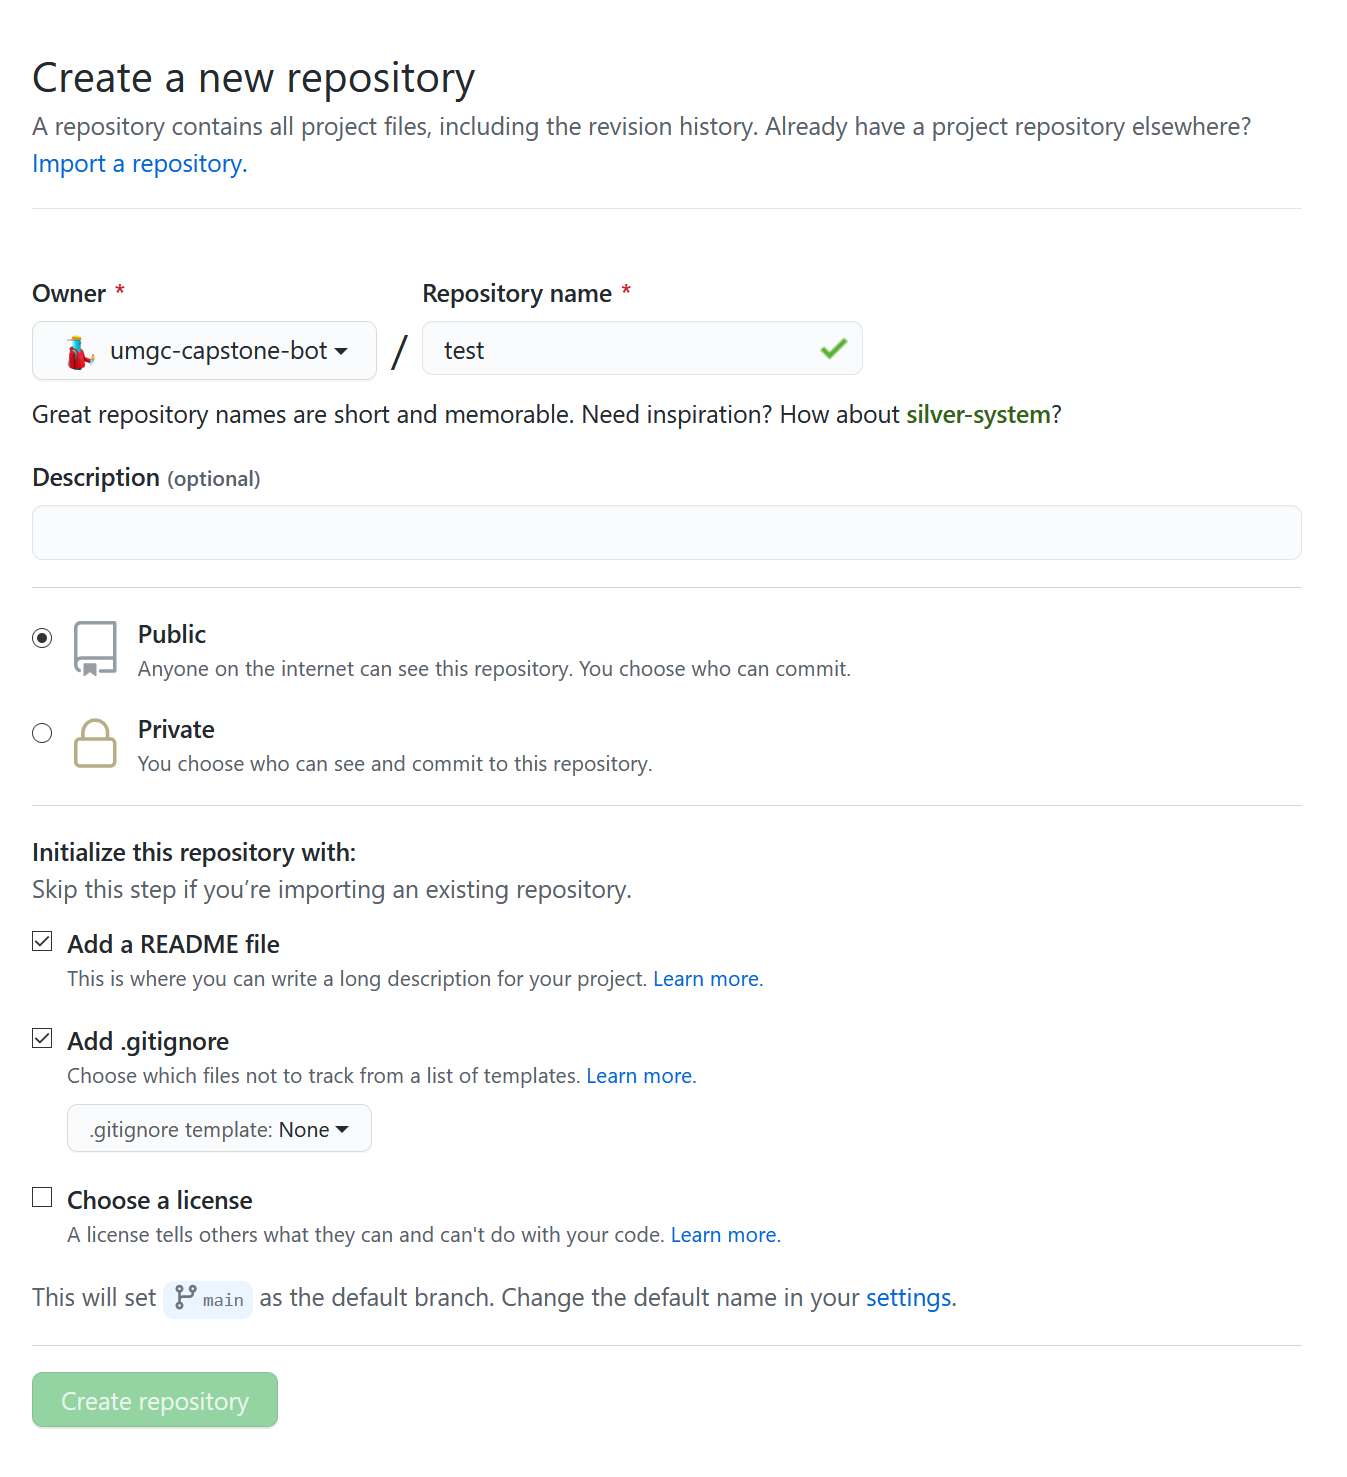 Create a new repository
A repository contains all project files, including the revision history. Already have a project repository elsewhere?
Import a repository.
Owner * Repository name *
umgc-capstone-bot / test
Great repository names are short and memorable. Need inspiration? How about silver-system?
Description (optional)
Public
Anyone on the internet can see this repository. You choose who can commit.
Private
You choose who can see and commit to this repository.
Initialize this repository with:
Skip this step if you’re importing an existing repository.
Add a README file
This is where you can write a long description for your project. Learn more.
Add .gitignore
Choose which files not to track from a list of templates. Learn more.
.gitignore template: None
Choose a license
A license tells others what they can and can't do with your code. Learn more.
This will set main as the default branch. Change the default name in your settings.
Create repository